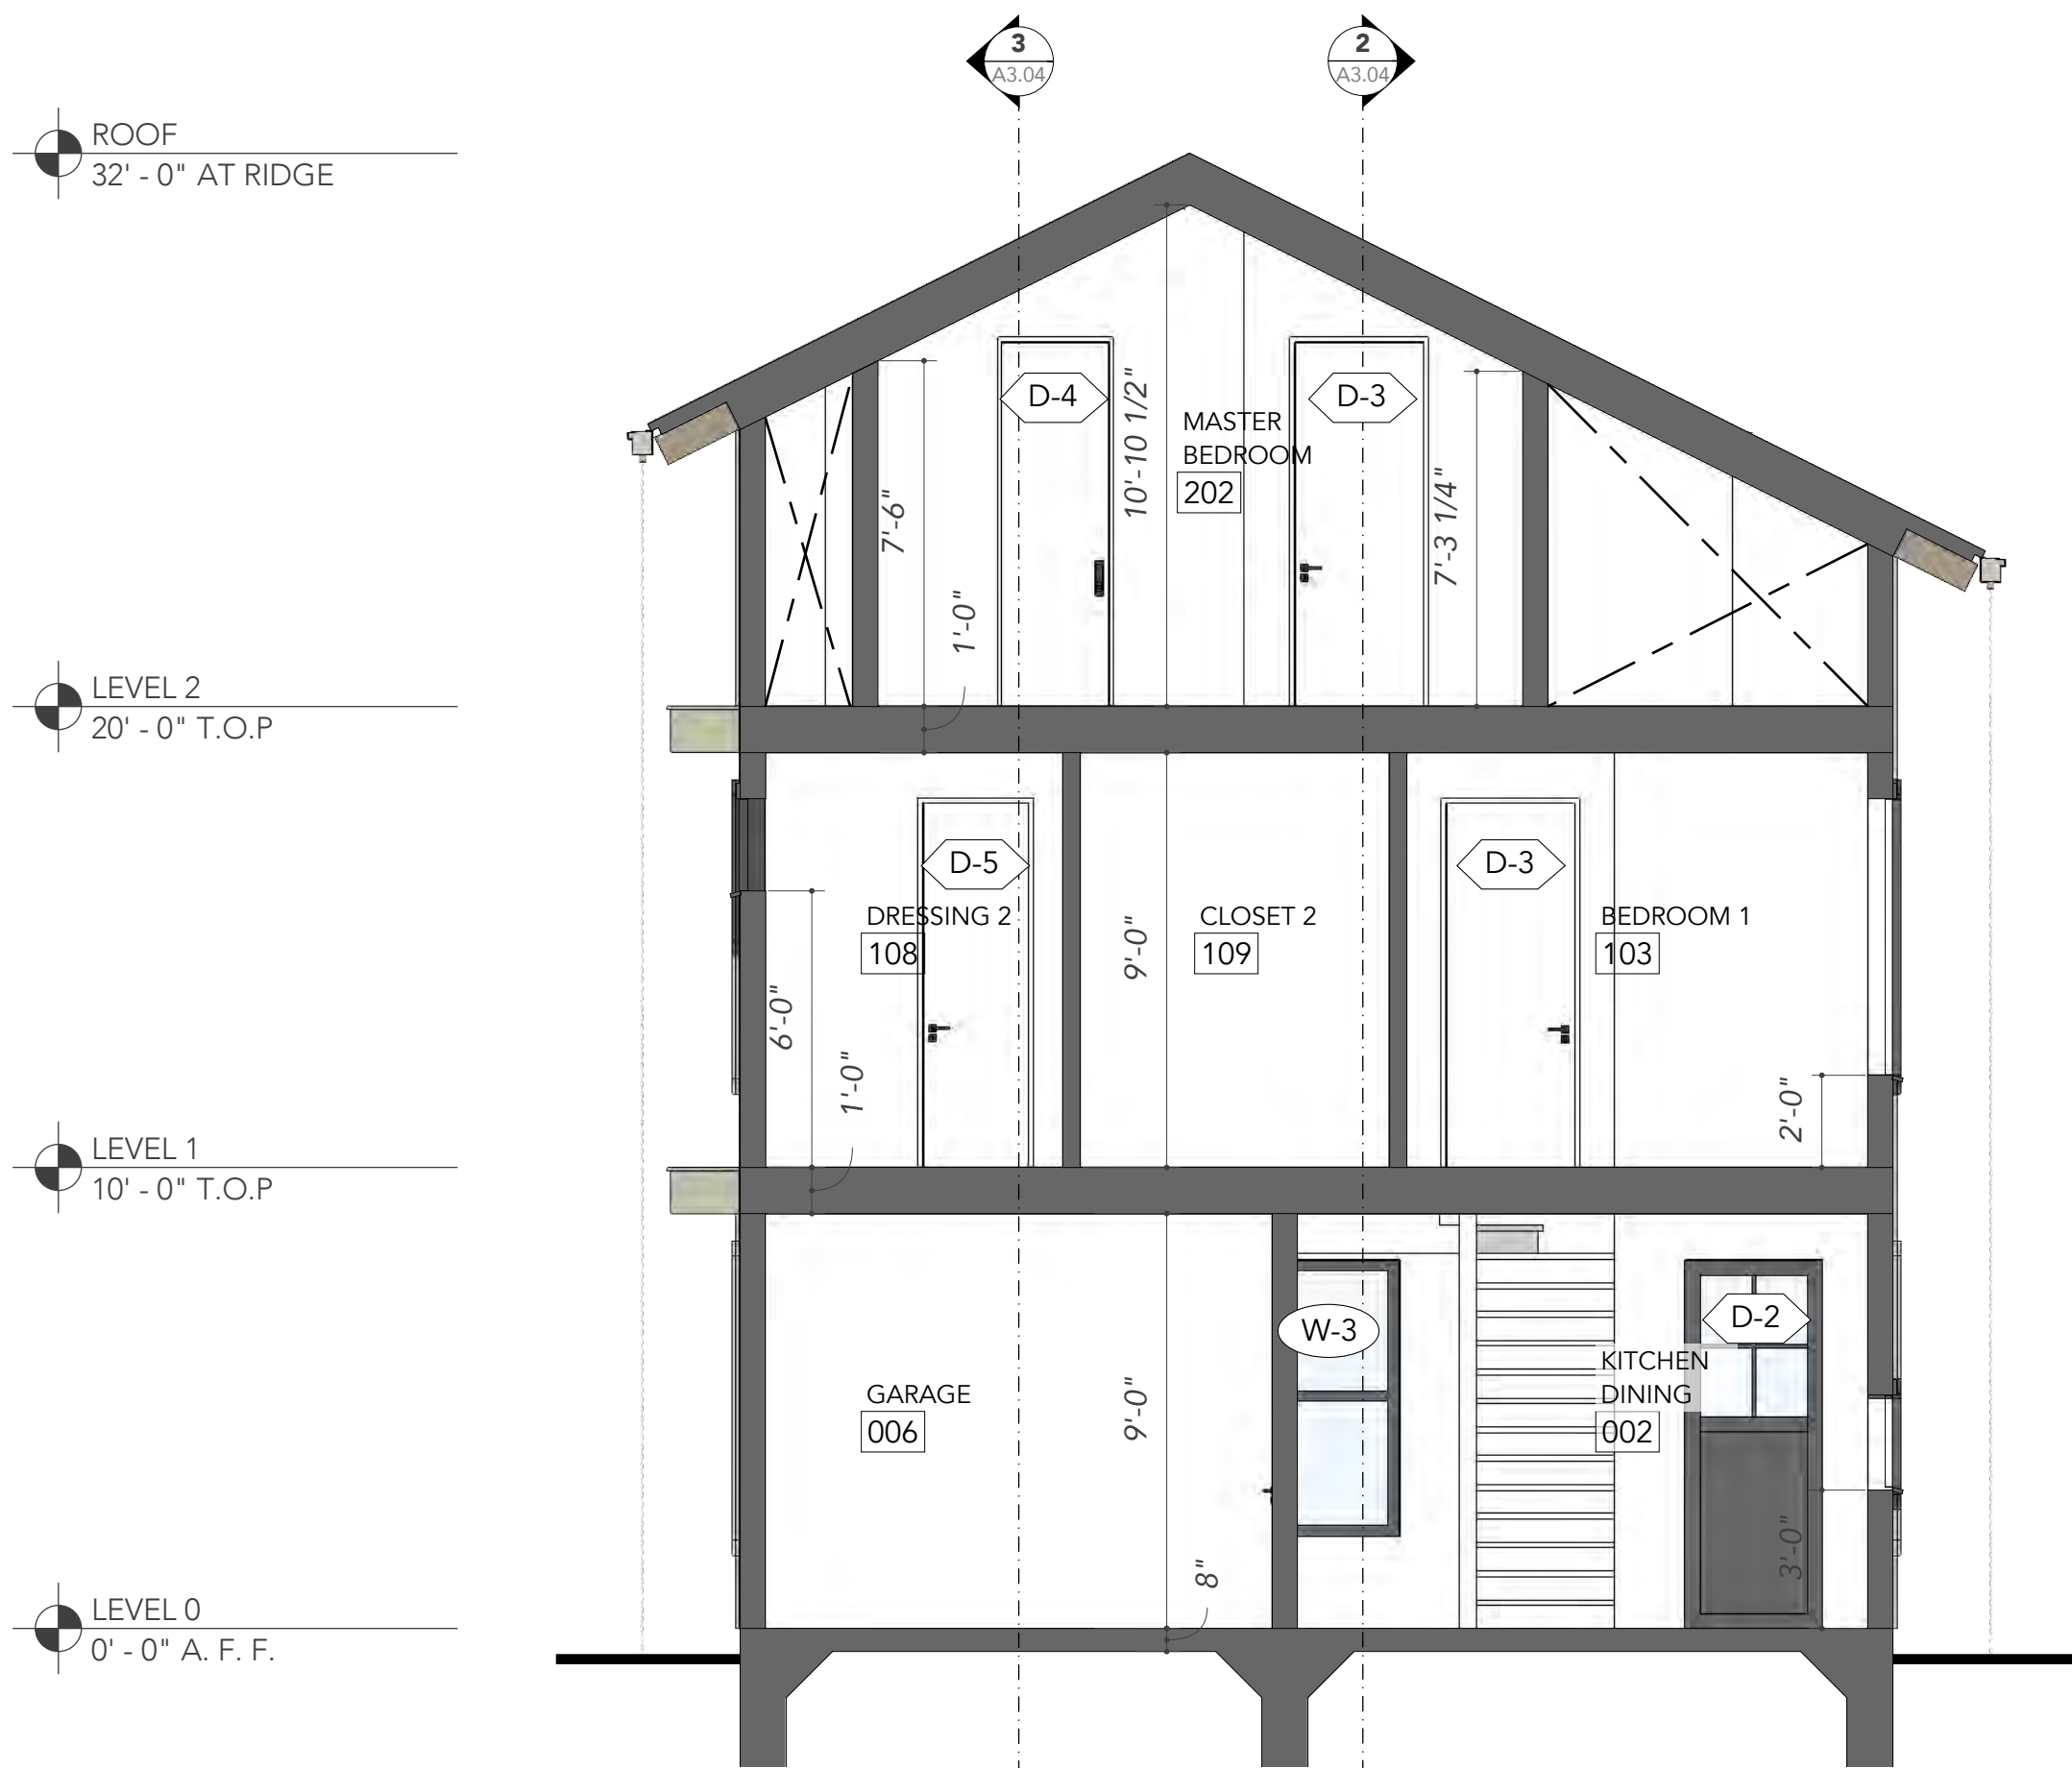 3
A3.04
2
A3.04
ROOF
32' - 0" AT RIDGE
D-4
10'-10 1/2"
D-3
MASTER
BEDROOM
202
7'-6"
7'-3 1/4"
1'-0"
LEVEL 2
20' - 0" T.O.P
D-5
D-3
DRESSING 2
108
CLOSET 2
109
BEDROOM 1
103
9'-0"
6'-0"
1'-0"
2'-0"
LEVEL 1
10' - 0" T.O.P
W-3
D-2
KITCHEN
DINING
002
GARAGE
006
9'-0"
3'-0"
8"
LEVEL 0
0' - 0" A. F. F.